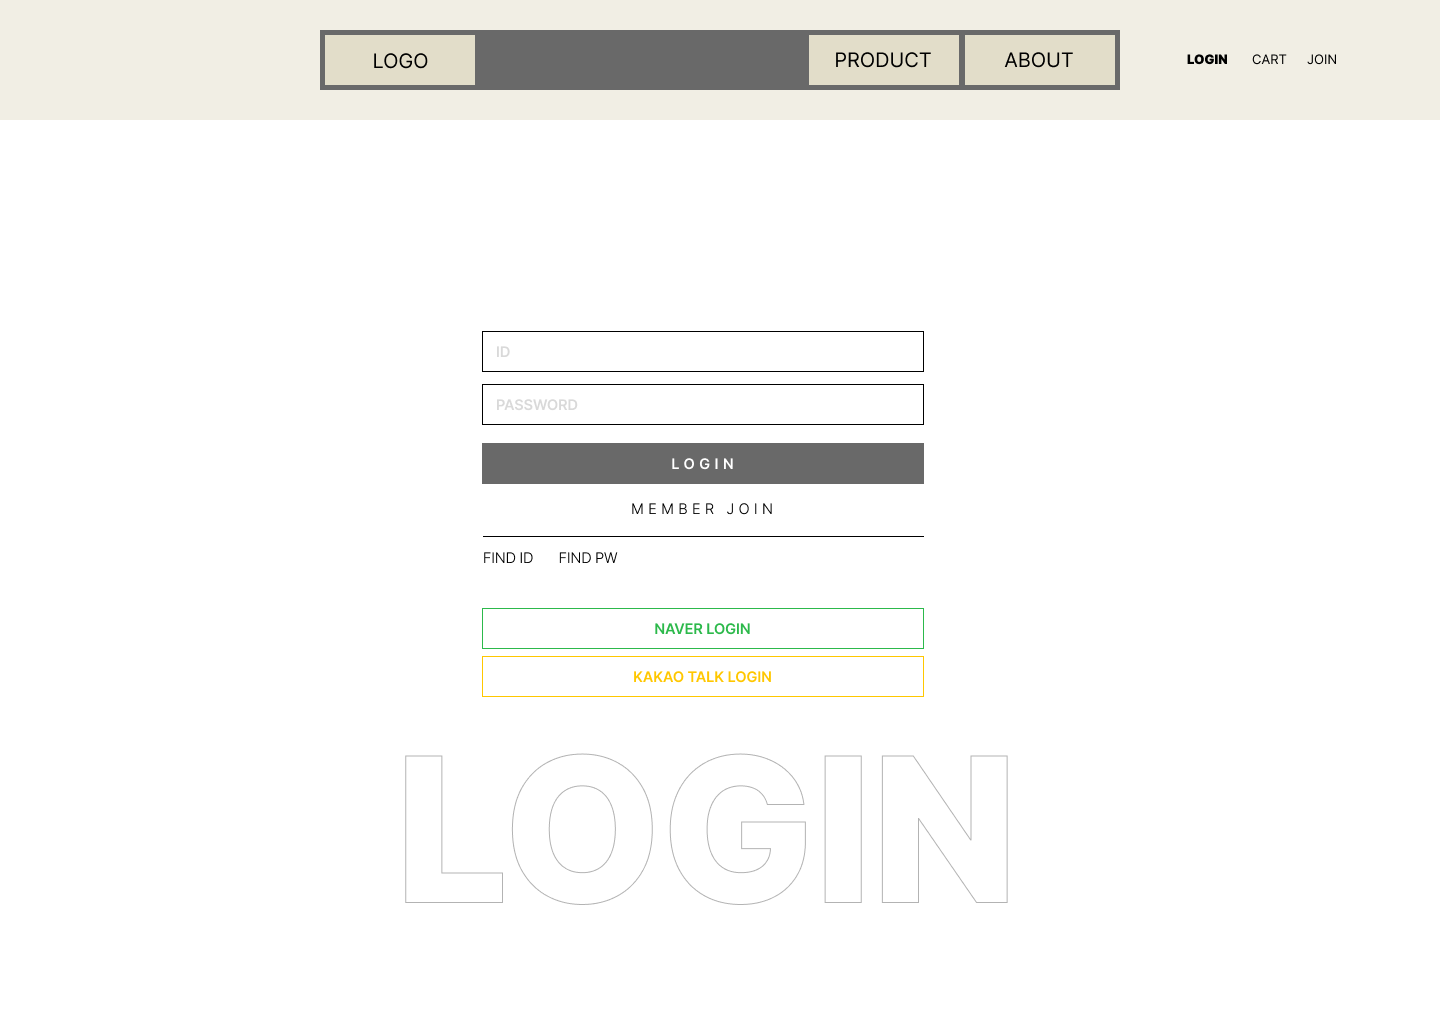 LOGO PRODUCT ABOUT LOGIN CART JOIN
ID
PASSWORD
LOGIN
MEMBER JOIN
FIND ID FIND PW
NAVER LOGIN
KAKAO TALK LOGIN
LOGIN